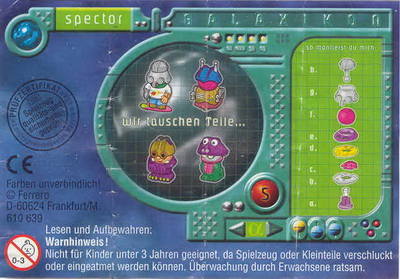 spector
GALAXIKON
so montierst du mich:
b.
g.
f.
e.
d.
c.
a.
wir tauschen Teile...
S
PRÜFZERTIFIKAT
CE
Farben unverbindlich!
© Ferrero
D-60624 Frankfurt/M.
610 639
0-3
Lesen und Aufbewahren:
Warnhinweis!
Nicht für Kinder unter 3 Jahren geeignet, da Spielzeug oder Kleinteile verschluckt
oder eingeatmet werden können. Überwachung durch Erwachsene ratsam.